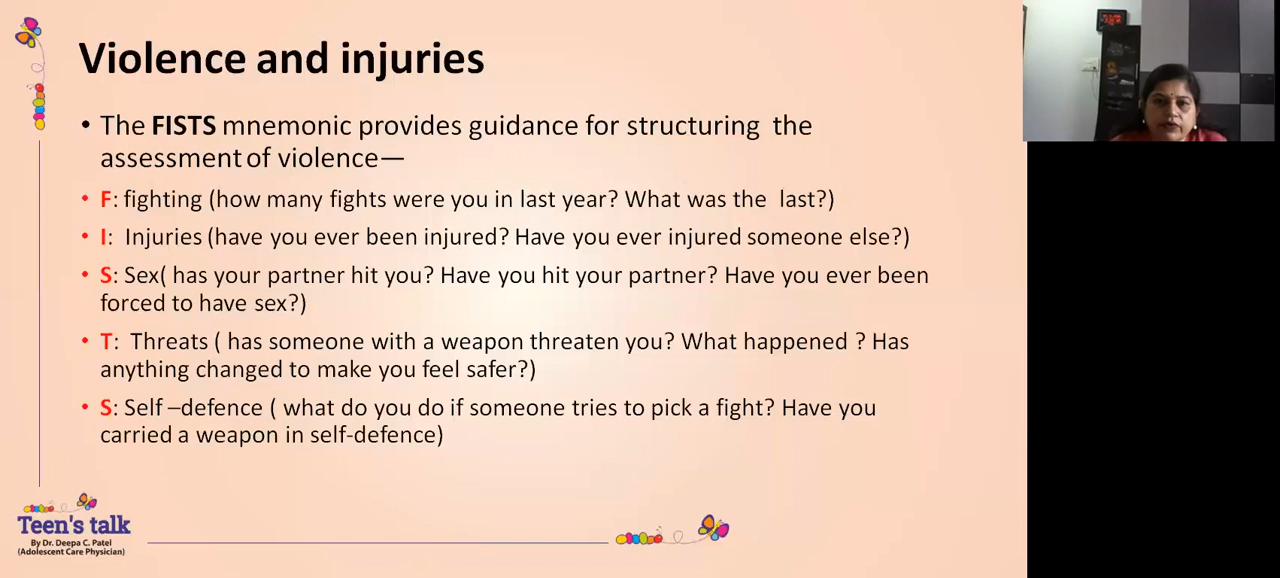 Violence and injuries
• The FISTS mnemonic provides guidance for structuring the
assessment of violence—
• F: fighting (how many fights were you in last year? What was the last?)
• I: Injuries (have you ever been injured? Have you ever injured someone else?)
• S: Sex( has your partner hit you? Have you hit your partner? Have you ever been
forced to have sex?)
• T: Threats ( has someone with a weapon threaten you? What happened ? Has
anything changed to make you feel safer?)
• S: Self –defence ( what do you do if someone tries to pick a fight? Have you
carried a weapon in self-defence)
Teen's talk
By Dr. Deepa C. Patel
(Adolescent Care Physician)